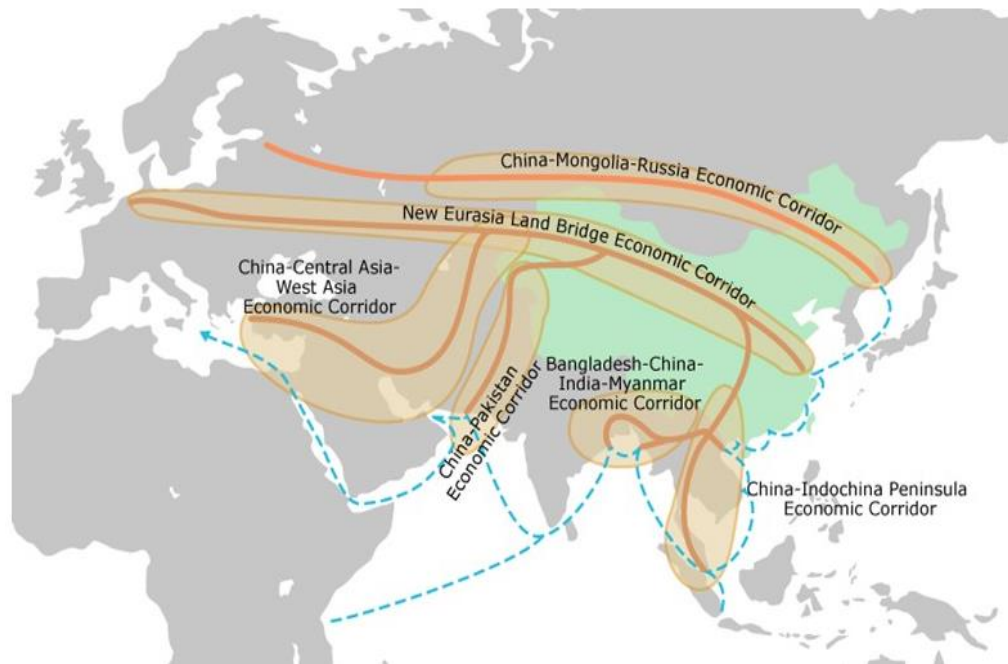 China-Mongolia-Russia Economic Corridor
New Eurasia Land Bridge Economic Corridor
China-Central Asia-
West Asia
Economic Corridor
China-Pakistan
Economic Corridor
Bangladesh-China-
India-Myanmar
Economic Corridor
China-Indochina Peninsula
Economic Corridor